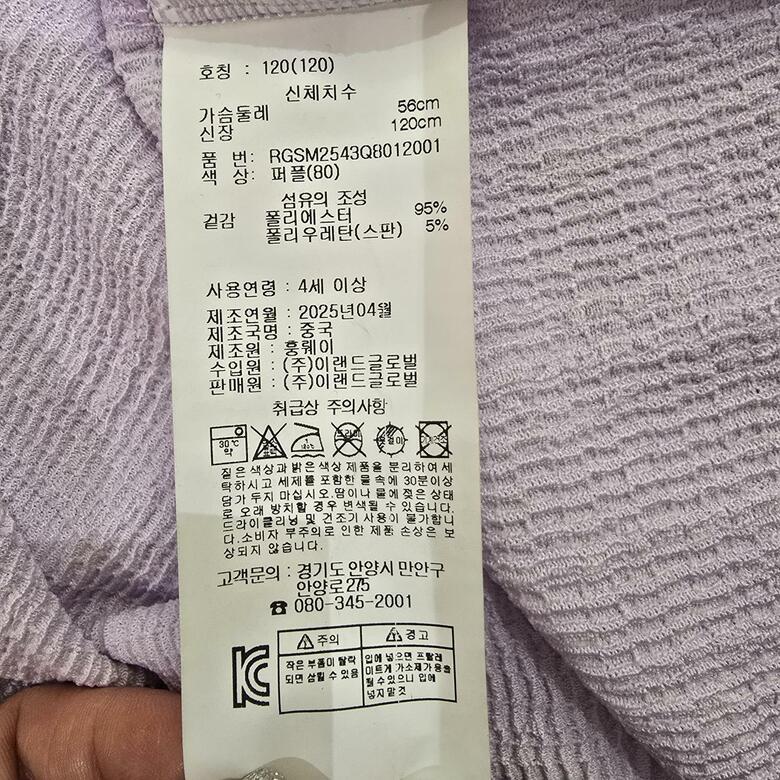 호칭 : 120(120)
신체치수
가슴둘레 56cm
신장 120cm
품 번: RGSM2543Q8012001
색 상: 퍼플(80)
섬유의 조성
겉감 폴리에스터 95%
폴리우레탄(스판) 5%
사용연령 : 4세 이상
제조연월 : 2025년04월
제조국명 : 중국
제조원 : 훙웨이
수입원 : (주)이랜드글로벌
판매원 : (주)이랜드글로벌
취급상 주의사항
30℃
약
짙은 색상과 밝은 색상 제품을 분리하여 세
탁하시고 세제를 포함한 물 속에 30분이상
담가 두지 마십시오.땀이나 물에 젖은 상태
로 오래 방치할 경우 변색될 수 있습니다.
드라이클리닝 및 건조기 사용이 불가합니
다.소비자 부주의로 인한 제품 손상은 보
상되지 않습니다.
고객문의 : 경기도 안양시 만안구
안양로 275
☎ 080-345-2001
주의
작은 부품이 탈락
되면 삼킬 수 있음
경고
입에 넣으면 프탈레
이트계 가소제가 용출
될 수있으니 입에
넣지말 것